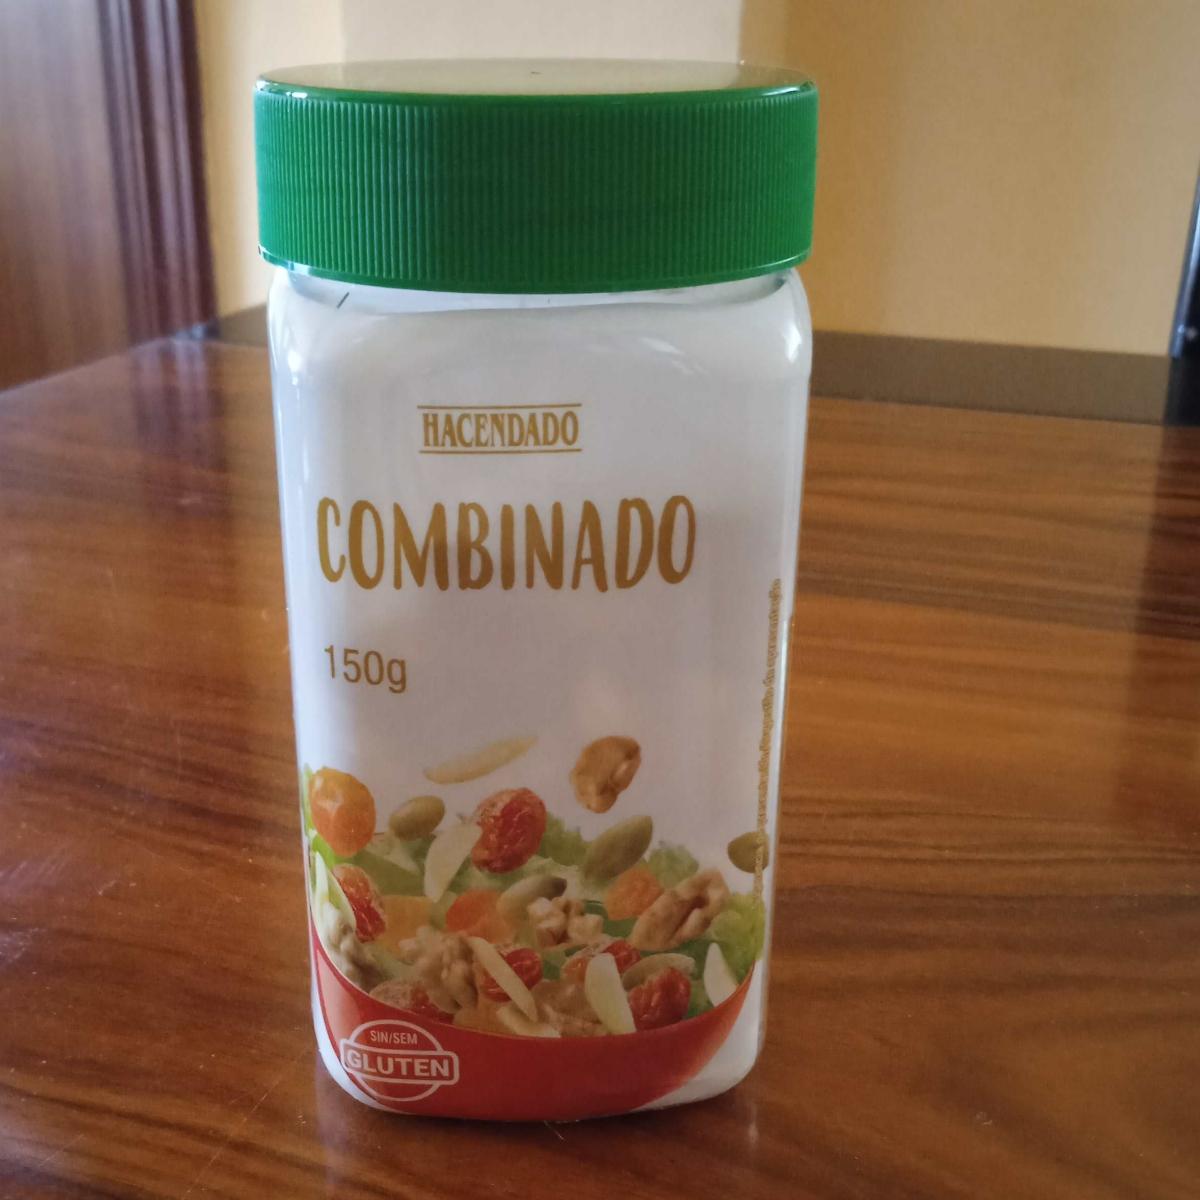 HACENDADO
COMBINADO
150g
SIN/SEM
GLUTEN